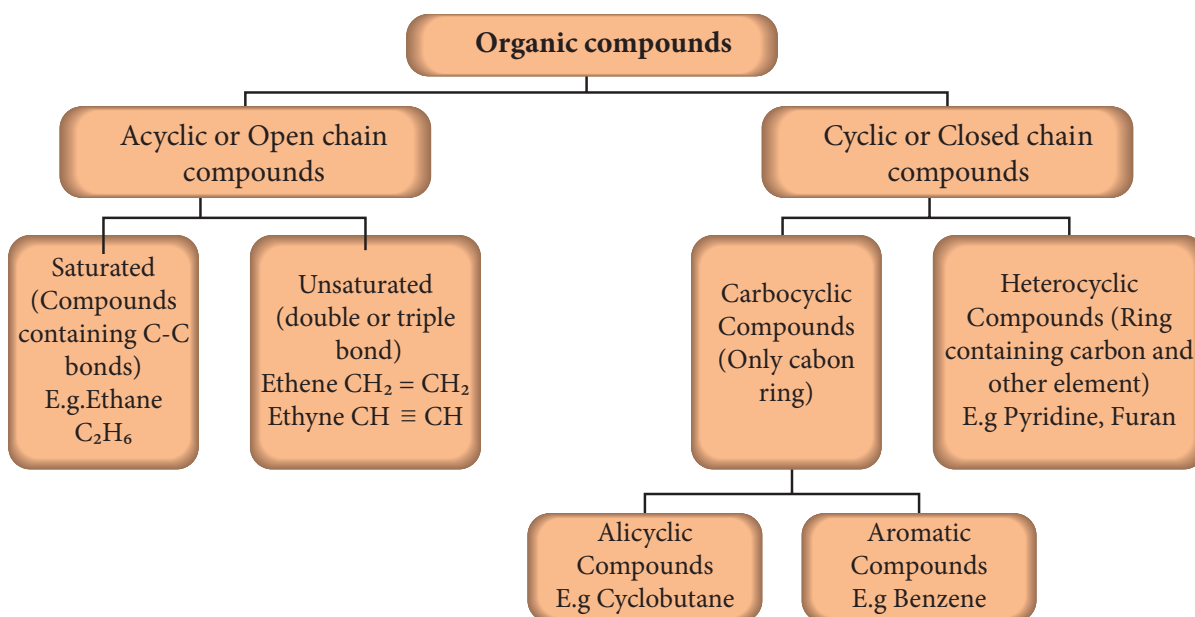 Organic compounds
Acyclic or Open chain
compounds
Cyclic or Closed chain
compounds
Saturated
(Compounds
containing C-C
bonds)
E.g.Ethane
C₂H₆
Unsaturated
(double or triple
bond)
Ethene CH₂ = CH₂
Ethyne CH ≡ CH
Carbocyclic
Compounds
(Only cabon
ring)
Heterocyclic
Compounds (Ring
containing carbon and
other element)
E.g Pyridine, Furan
Alicyclic
Compounds
E.g Cyclobutane
Aromatic
Compounds
E.g Benzene